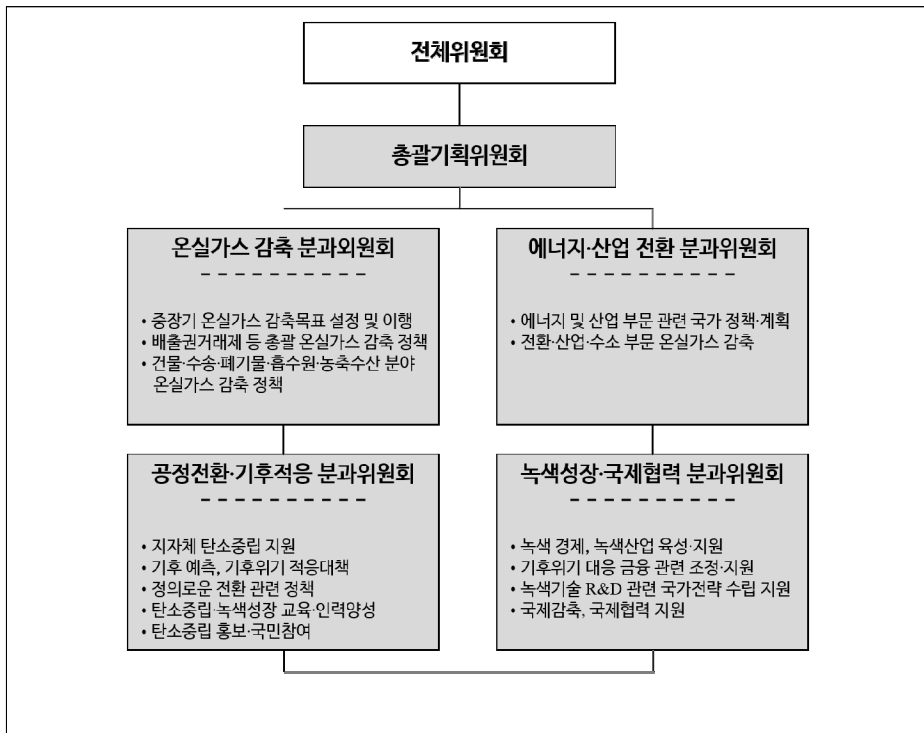 전체위원회
총괄기획위원회
온실가스 감축 분과외원회
• 중장기 온실가스 감축목표 설정 및 이행
• 배출권거래제 등 총괄 온실가스 감축 정책
• 건물·수송·폐기물·흡수원·농축수산 분야
온실가스 감축 정책
에너지·산업 전환 분과위원회
• 에너지 및 산업 부문 관련 국가 정책·계획
• 전환·산업·수소 부문 온실가스 감축
공정전환·기후적응 분과위원회
• 지자체 탄소중립 지원
• 기후 예측, 기후위기 적응대책
• 정의로운 전환 관련 정책
• 탄소중립·녹색성장 교육·인력양성
• 탄소중립 홍보·국민참여
녹색성장·국제협력 분과위원회
• 녹색 경제, 녹색산업 육성·지원
• 기후위기 대응 금융 관련 조정·지원
• 녹색기술 R&D 관련 국가전략 수립 지원
• 국제감축, 국제협력 지원